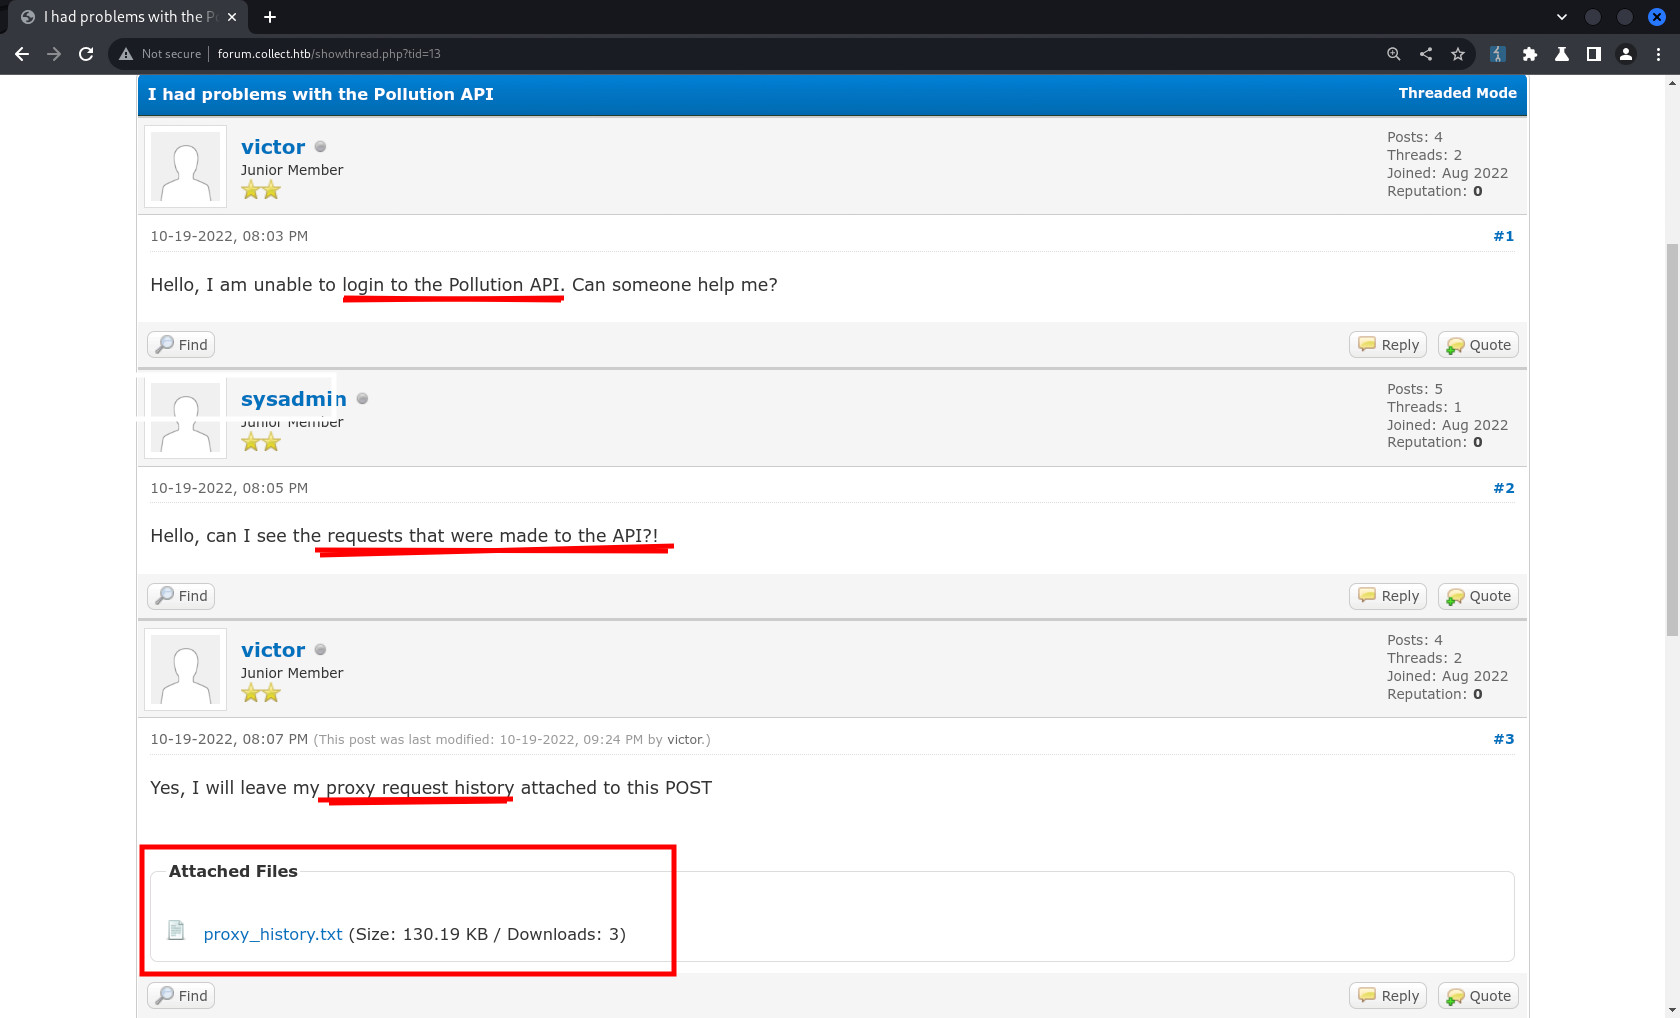 I had problems with the Po
Not secure forum.collect.htb/showthread.php?tid=13
I had problems with the Pollution API Threaded Mode
victor
Junior Member
Posts: 4
Threads: 2
Joined: Aug 2022
Reputation: 0
10-19-2022, 08:03 PM #1
Hello, I am unable to login to the Pollution API. Can someone help me?
Find Reply Quote
sysadmin
Junior Member
Posts: 5
Threads: 1
Joined: Aug 2022
Reputation: 0
10-19-2022, 08:05 PM #2
Hello, can I see the requests that were made to the API?!
Find Reply Quote
victor
Junior Member
Posts: 4
Threads: 2
Joined: Aug 2022
Reputation: 0
10-19-2022, 08:07 PM (This post was last modified: 10-19-2022, 09:24 PM by victor.) #3
Yes, I will leave my proxy request history attached to this POST
Attached Files
proxy_history.txt (Size: 130.19 KB / Downloads: 3)
Find Reply Quote